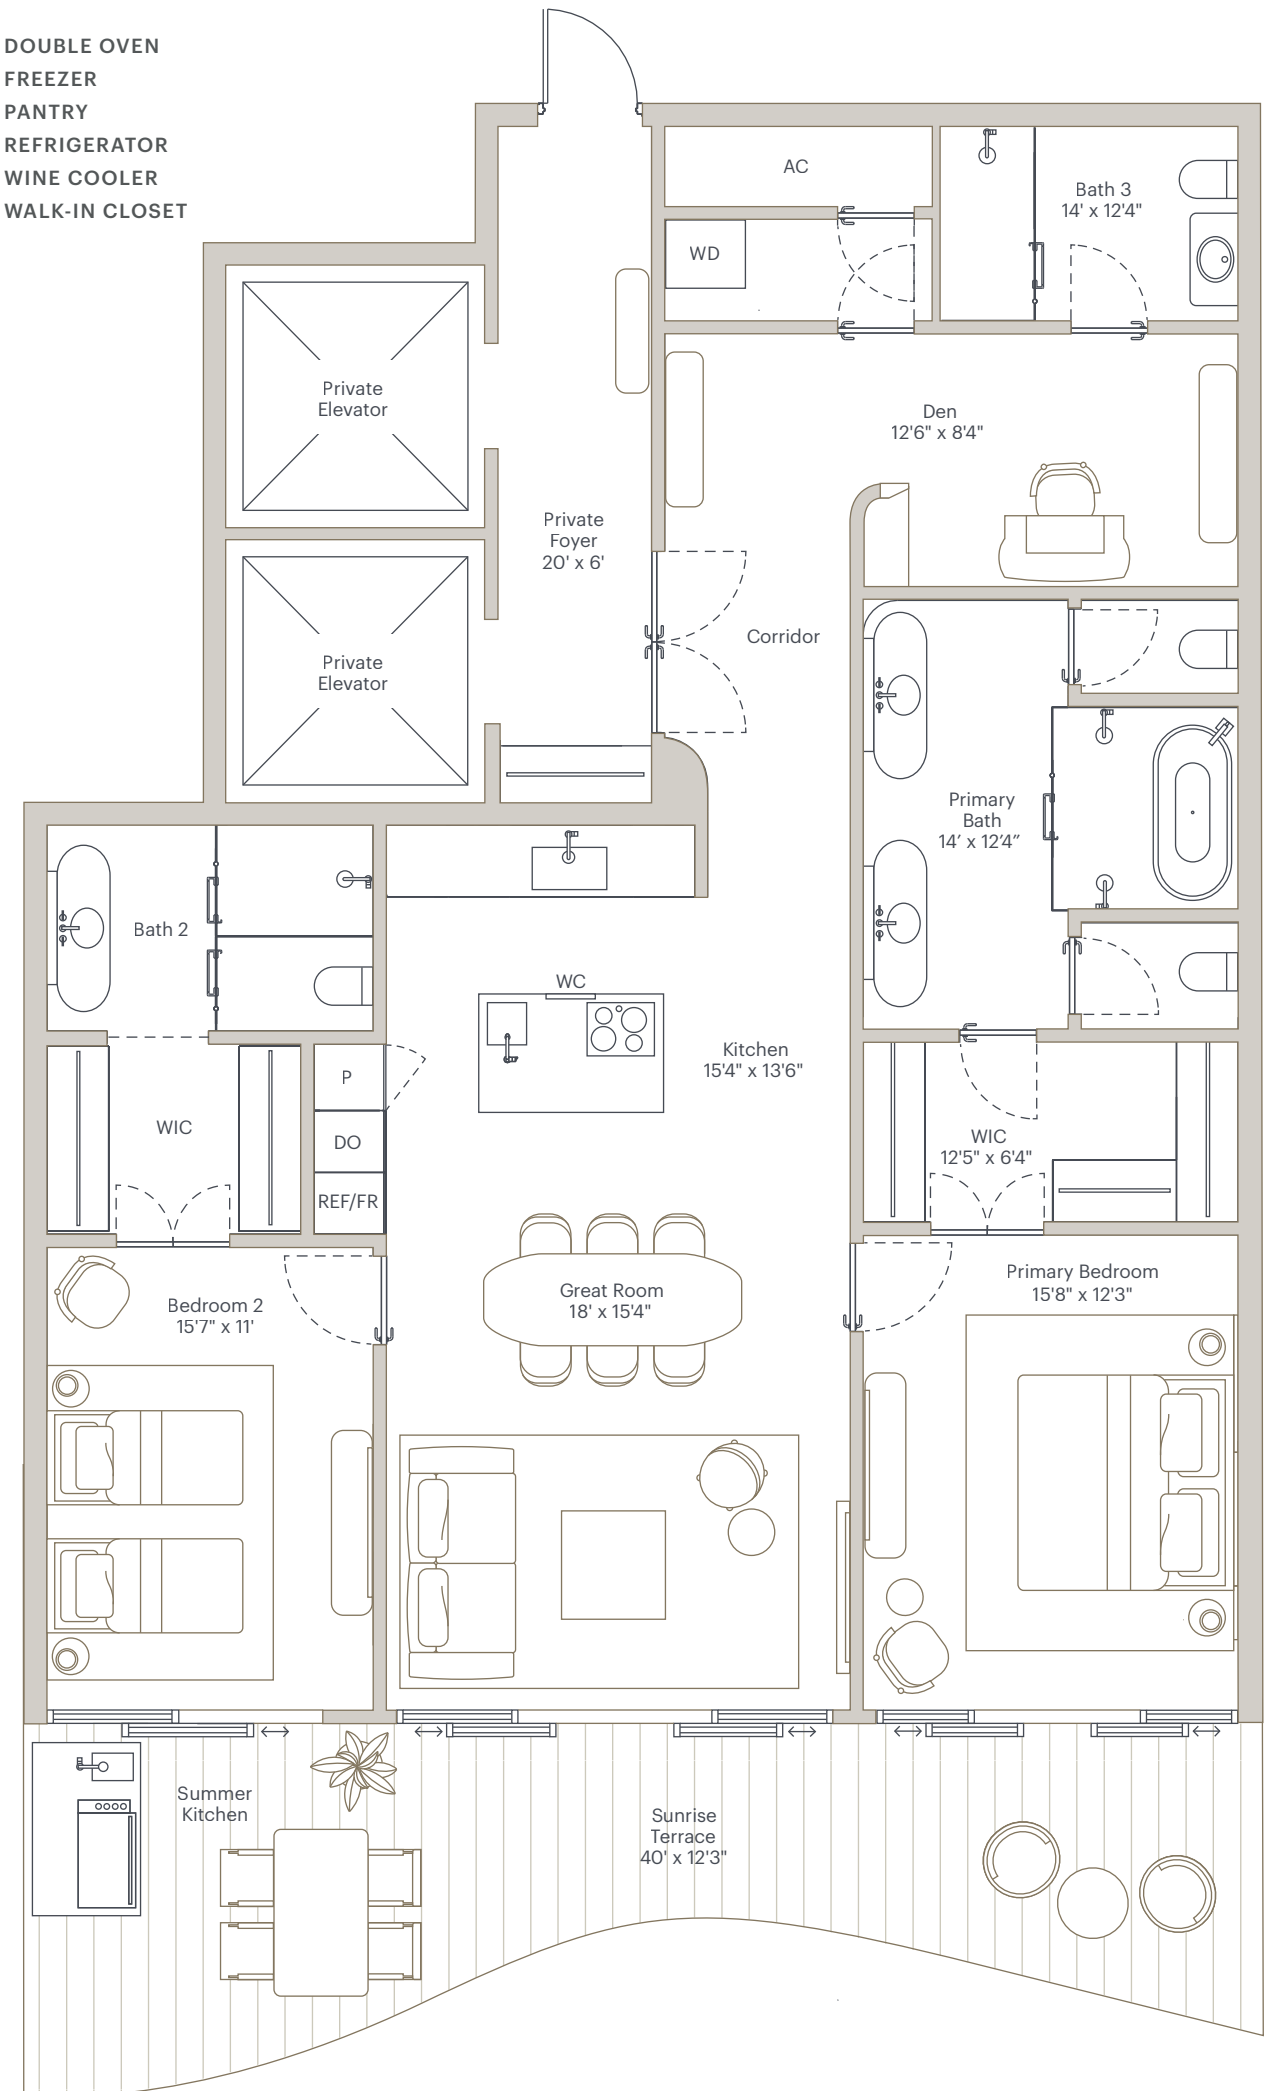 DOUBLE OVEN
FREEZER
PANTRY
REFRIGERATOR
WINE COOLER
WALK-IN CLOSET
AC
Bath 3
14' x 12'4"
WD
Private
Elevator
Den
12'6" x 8'4"
Private
Foyer
20' x 6'
Corridor
Private
Elevator
Primary
Bath
14′ x 12′4″
Bath 2
WC
Kitchen
15'4" x 13'6"
P
WIC
DO
WIC
12'5" x 6'4"
REF/FR
Great Room
18' x 15'4"
Primary Bedroom
15'8" x 12'3"
Bedroom 2
15'7" x 11'
Summer
Kitchen
Sunrise
Terrace
40' x 12'3"